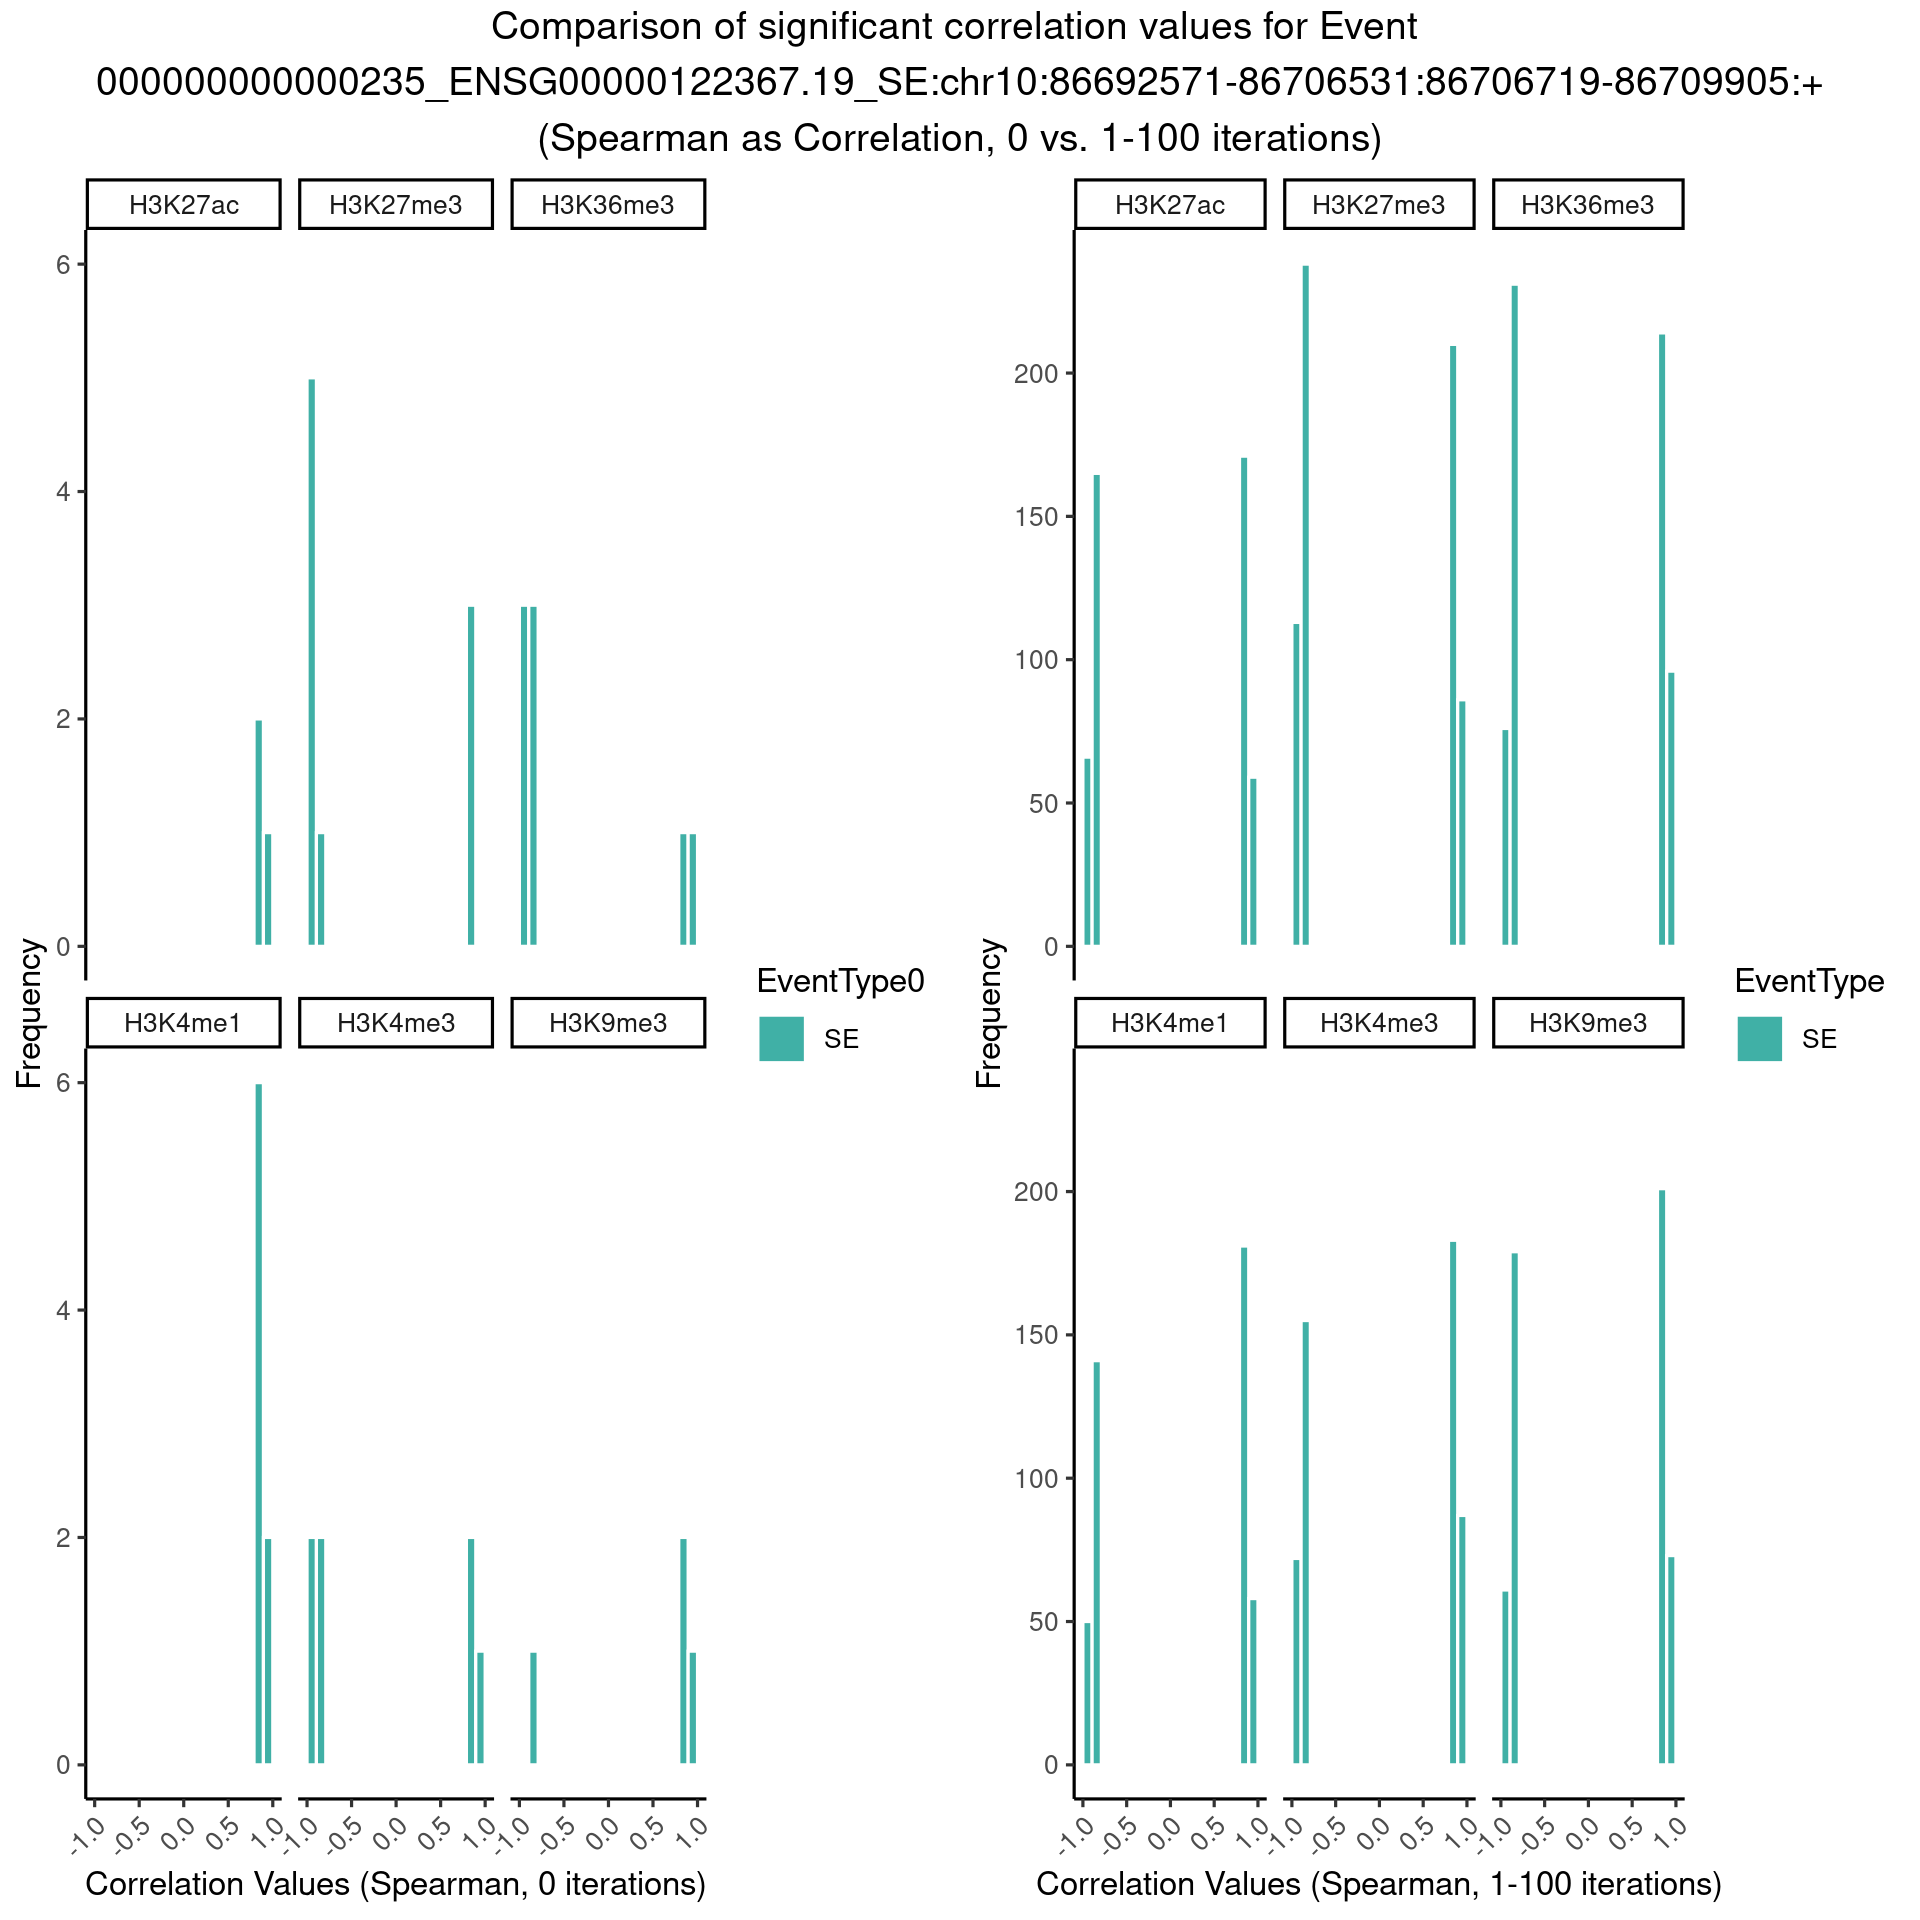 Comparison of significant correlation values for Event
000000000000235_ENSG00000122367.19_SE:chr10:86692571-86706531:86706719-86709905:+
(Spearman as Correlation, 0 vs. 1-100 iterations)
H3K27ac
H3K27me3
H3K36me3
6
4
2
0
H3K4me1
H3K4me3
H3K9me3
6
4
2
0
Frequency
-1.0
-0.5
0.0
0.5
1.0
-1.0
-0.5
0.0
0.5
1.0
-1.0
-0.5
0.0
0.5
1.0
Correlation Values (Spearman, 0 iterations)
EventType0
SE
H3K27ac
H3K27me3
H3K36me3
200
150
100
50
0
H3K4me1
H3K4me3
H3K9me3
200
150
100
50
0
Frequency
-1.0
-0.5
0.0
0.5
1.0
-1.0
-0.5
0.0
0.5
1.0
-1.0
-0.5
0.0
0.5
1.0
Correlation Values (Spearman, 1-100 iterations)
EventType
SE